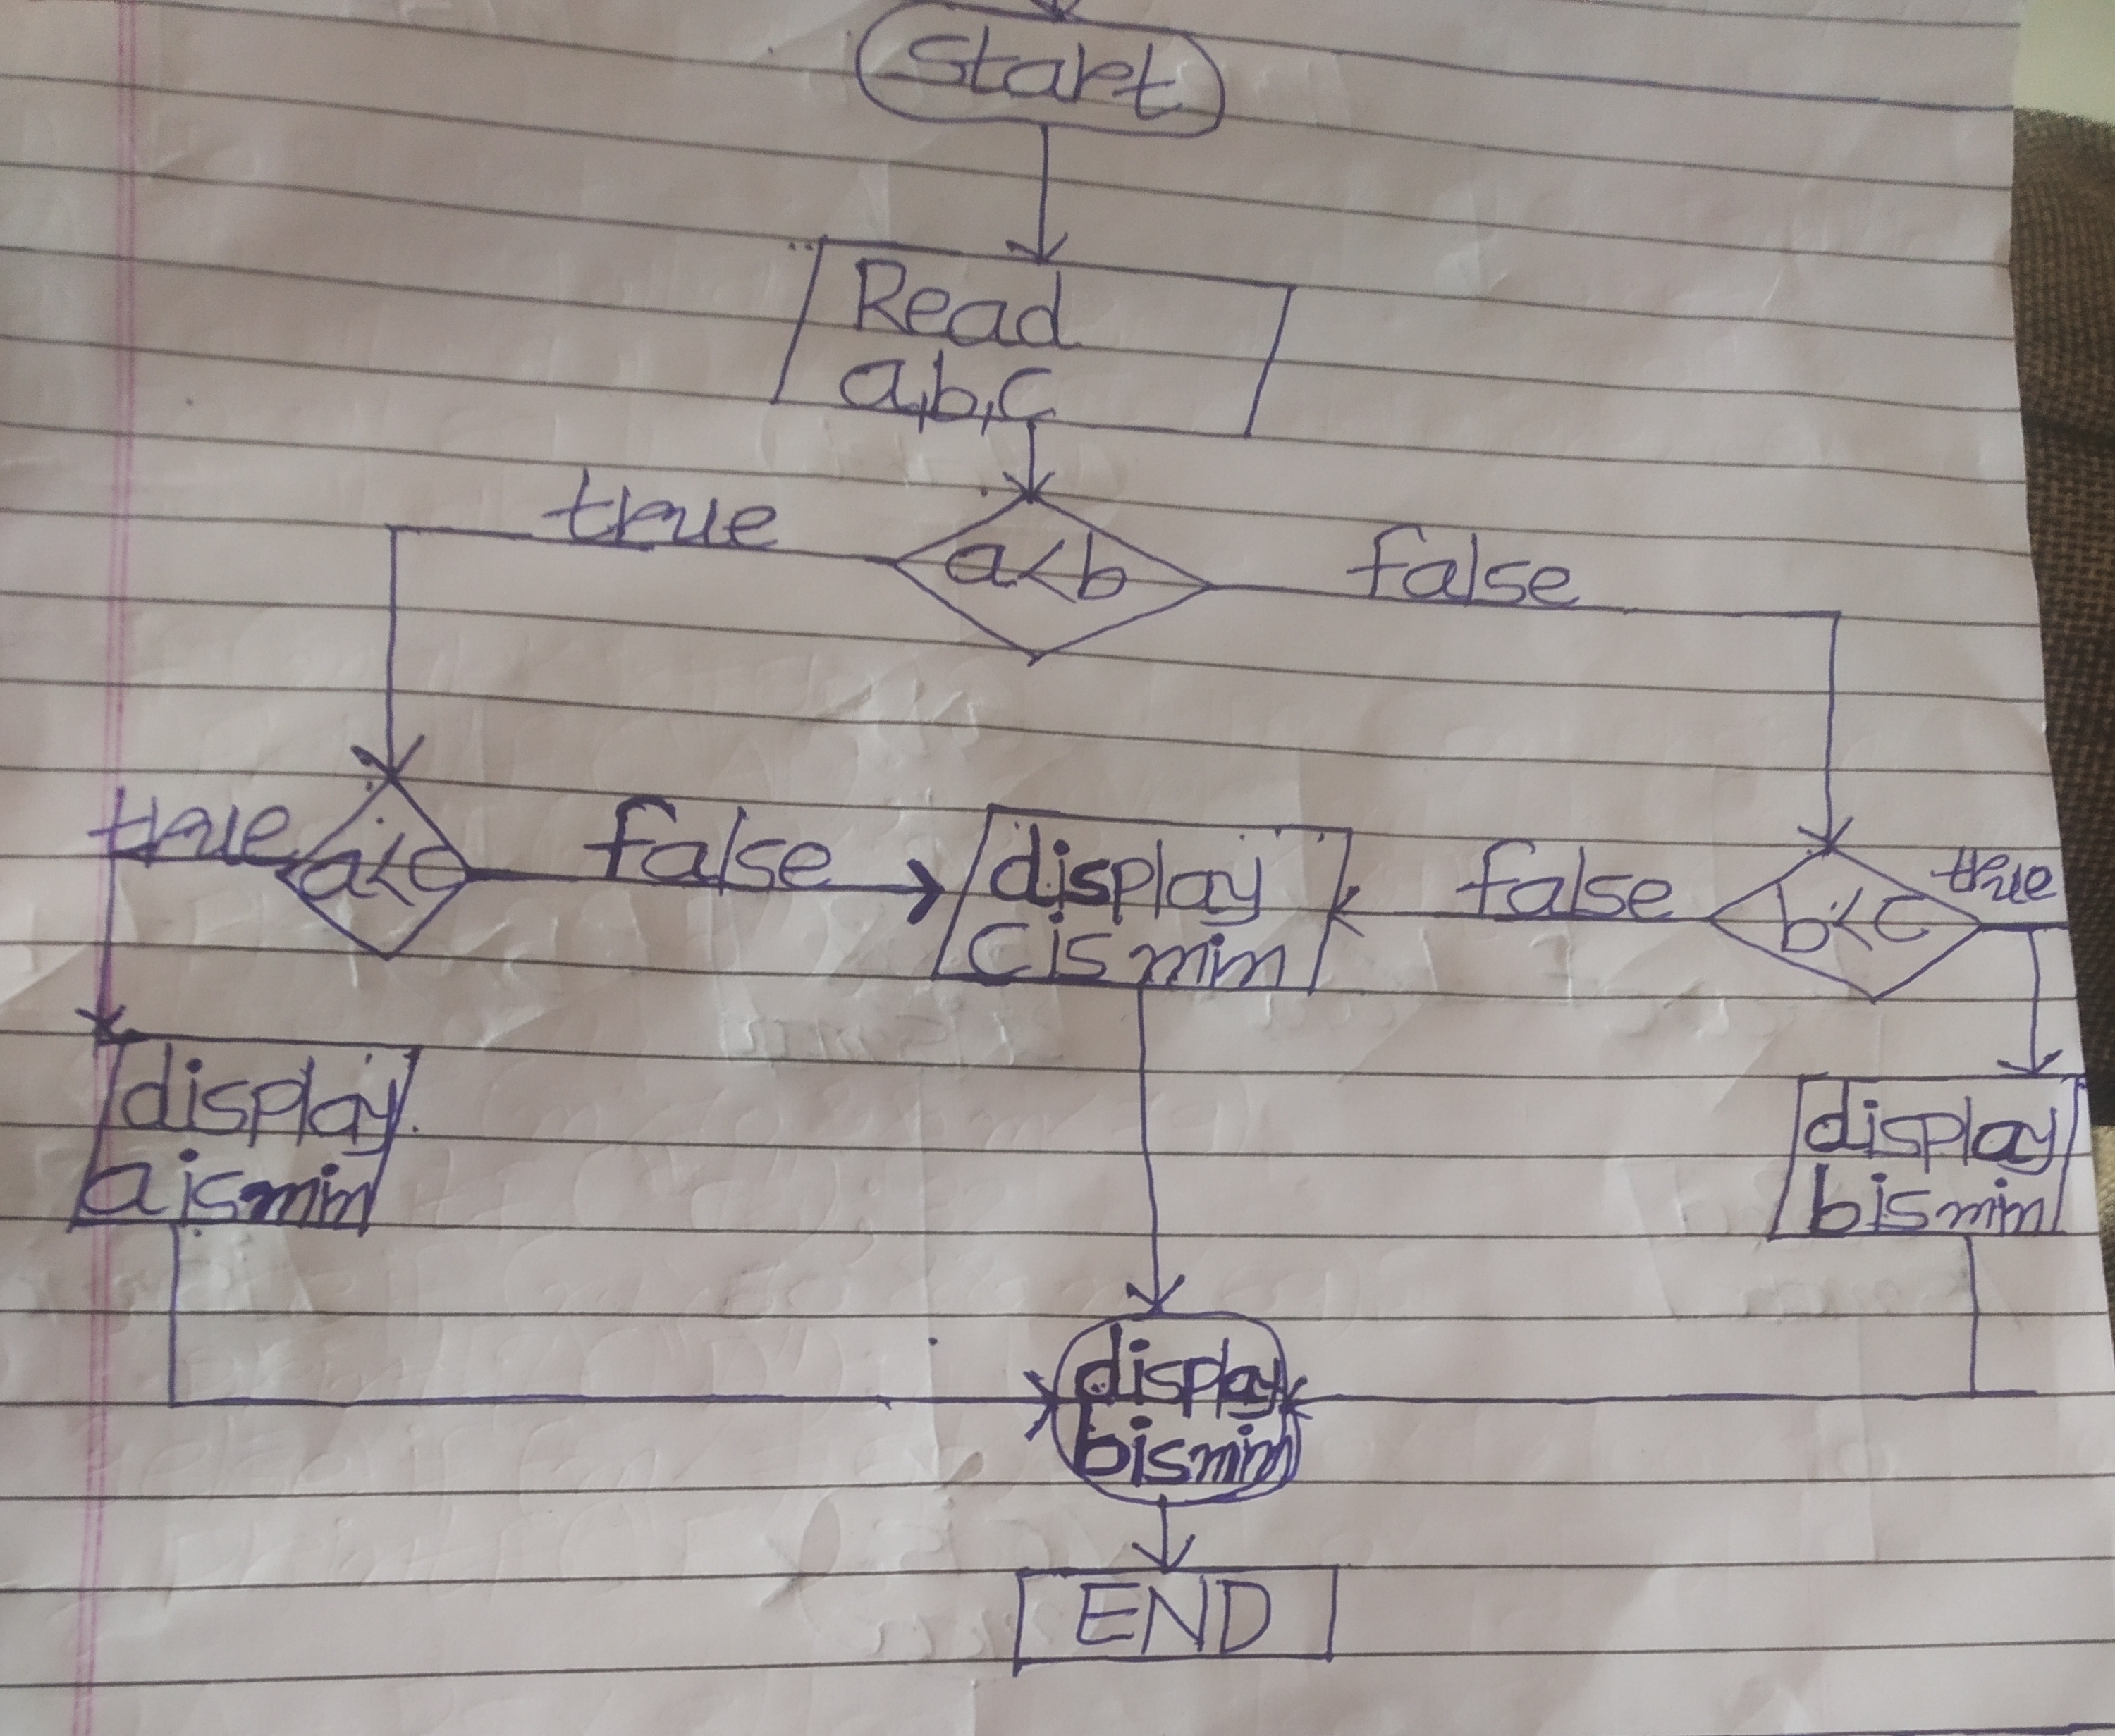 Start
Read
a,b,c
true
a<b
false
true
a<c
false
display
c is min
false
b<c
true
display
a is min
display
b is min
display
b is min
END